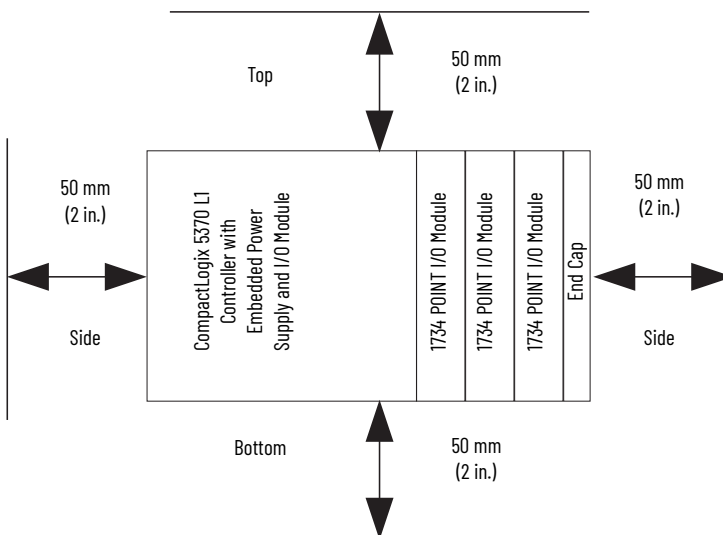 Top
50 mm
(2 in.)
50 mm
(2 in.)
Side
CompactLogix 5370 L1
Controller with
Embedded Power
Supply and I/O Module
1734 POINT I/O Module
1734 POINT I/O Module
1734 POINT I/O Module
End Cap
50 mm
(2 in.)
Side
Bottom
50 mm
(2 in.)